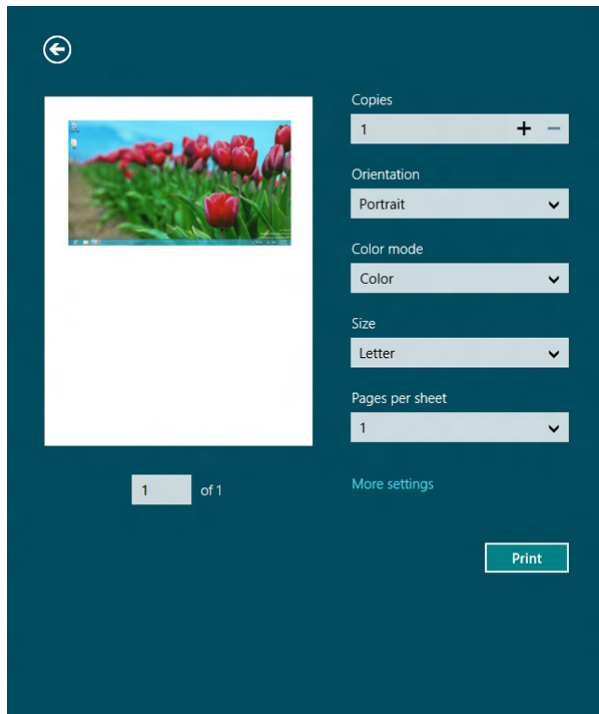 Copies
1
Orientation
Portrait
Color mode
Color
Size
Letter
Pages per sheet
1
1 of 1
More settings
Print